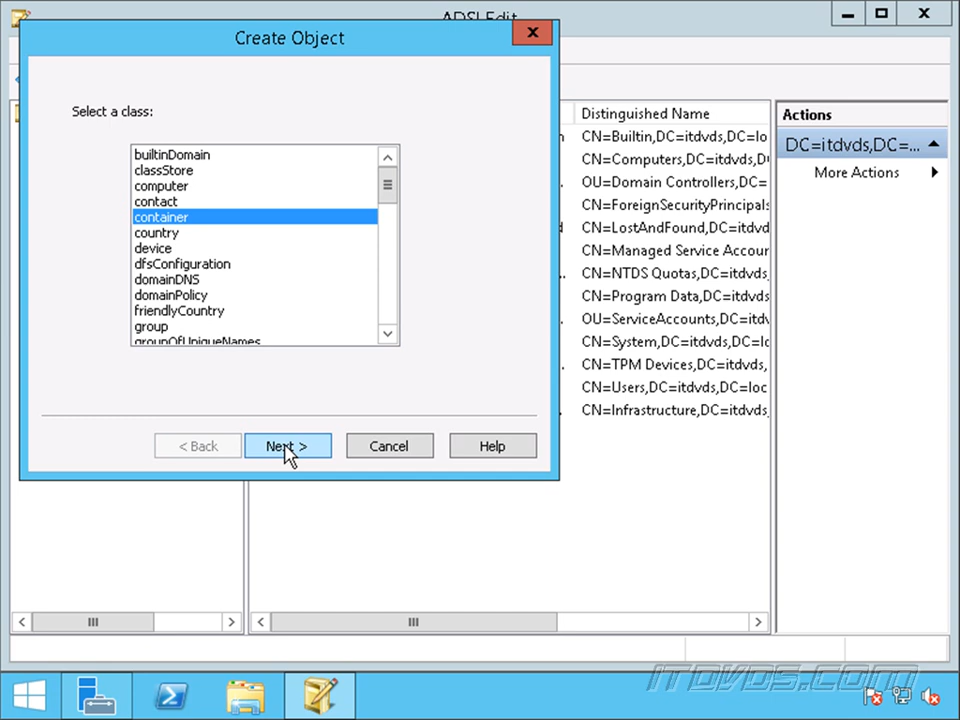 ADSI Edit
Create Object
Select a class:
builtinDomain
classStore
computer
contact
container
country
device
dfsConfiguration
domainDNS
domainPolicy
friendlyCountry
group
groupOfUniqueNames
< Back
Next >
Cancel
Help
Distinguished Name
CN=Builtin,DC=itdvds,DC=lo
CN=Computers,DC=itdvds,D
OU=Domain Controllers,DC=
CN=ForeignSecurityPrincipals
CN=LostAndFound,DC=itdvd
CN=Managed Service Accour
CN=NTDS Quotas,DC=itdvds,
CN=Program Data,DC=itdvds
OU=ServiceAccounts,DC=itdv
CN=System,DC=itdvds,DC=lo
CN=TPM Devices,DC=itdvds,
CN=Users,DC=itdvds,DC=loc
CN=Infrastructure,DC=itdvds,
Actions
DC=itdvds,DC=...
More Actions
ITDVDS.COM